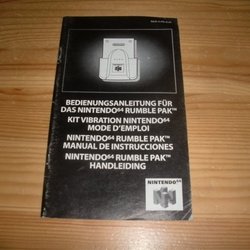 BEDIENUNGSANLEITUNG FÜR
DAS NINTENDO⁶⁴ RUMBLE PAK™
KIT VIBRATION NINTENDO⁶⁴
MODE D'EMPLOI
NINTENDO⁶⁴ RUMBLE PAK™
MANUAL DE INSTRUCCIONES
NINTENDO⁶⁴ RUMBLE PAK™
HANDLEIDING
NINTENDO⁶⁴